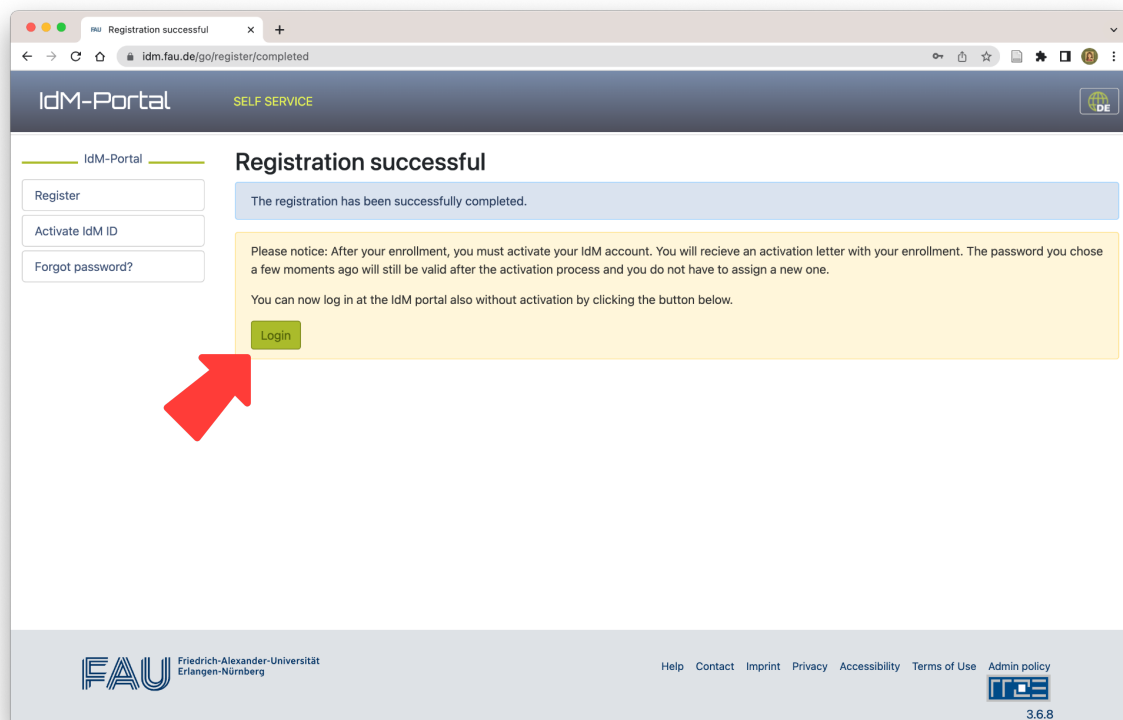 FAU Registration successful
idm.fau.de/go/register/completed
IdM-Portal
SELF SERVICE
DE
IdM-Portal
Register
Activate IdM ID
Forgot password?
Registration successful
The registration has been successfully completed.
Please notice: After your enrollment, you must activate your IdM account. You will recieve an activation letter with your enrollment. The password you chose
a few moments ago will still be valid after the activation process and you do not have to assign a new one.
You can now log in at the IdM portal also without activation by clicking the button below.
Login
FAU
Friedrich-Alexander-Universität
Erlangen-Nürnberg
Help Contact Imprint Privacy Accessibility Terms of Use Admin policy
rrze
3.6.8